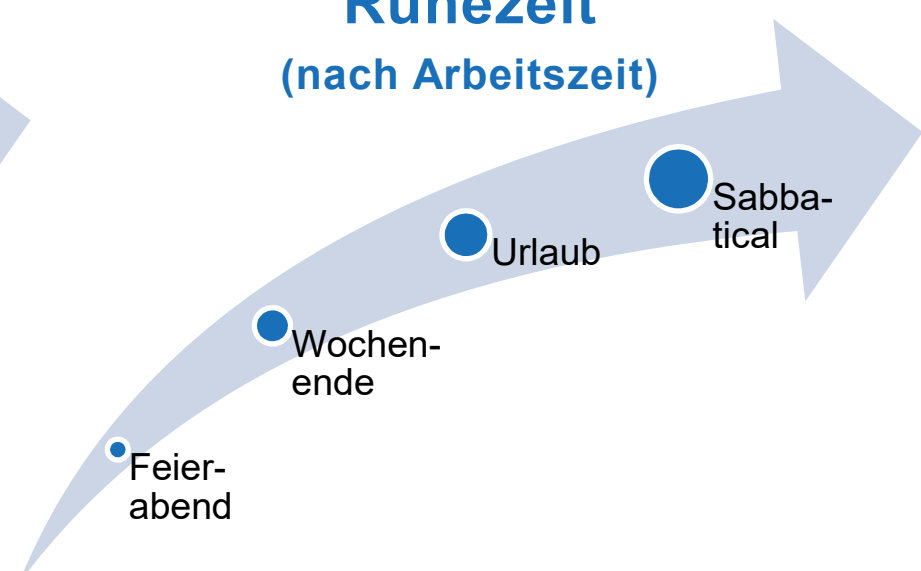 Ruhezeit
(nach Arbeitszeit)
Sabba-
tical
Urlaub
Wochen-
ende
Feier-
abend